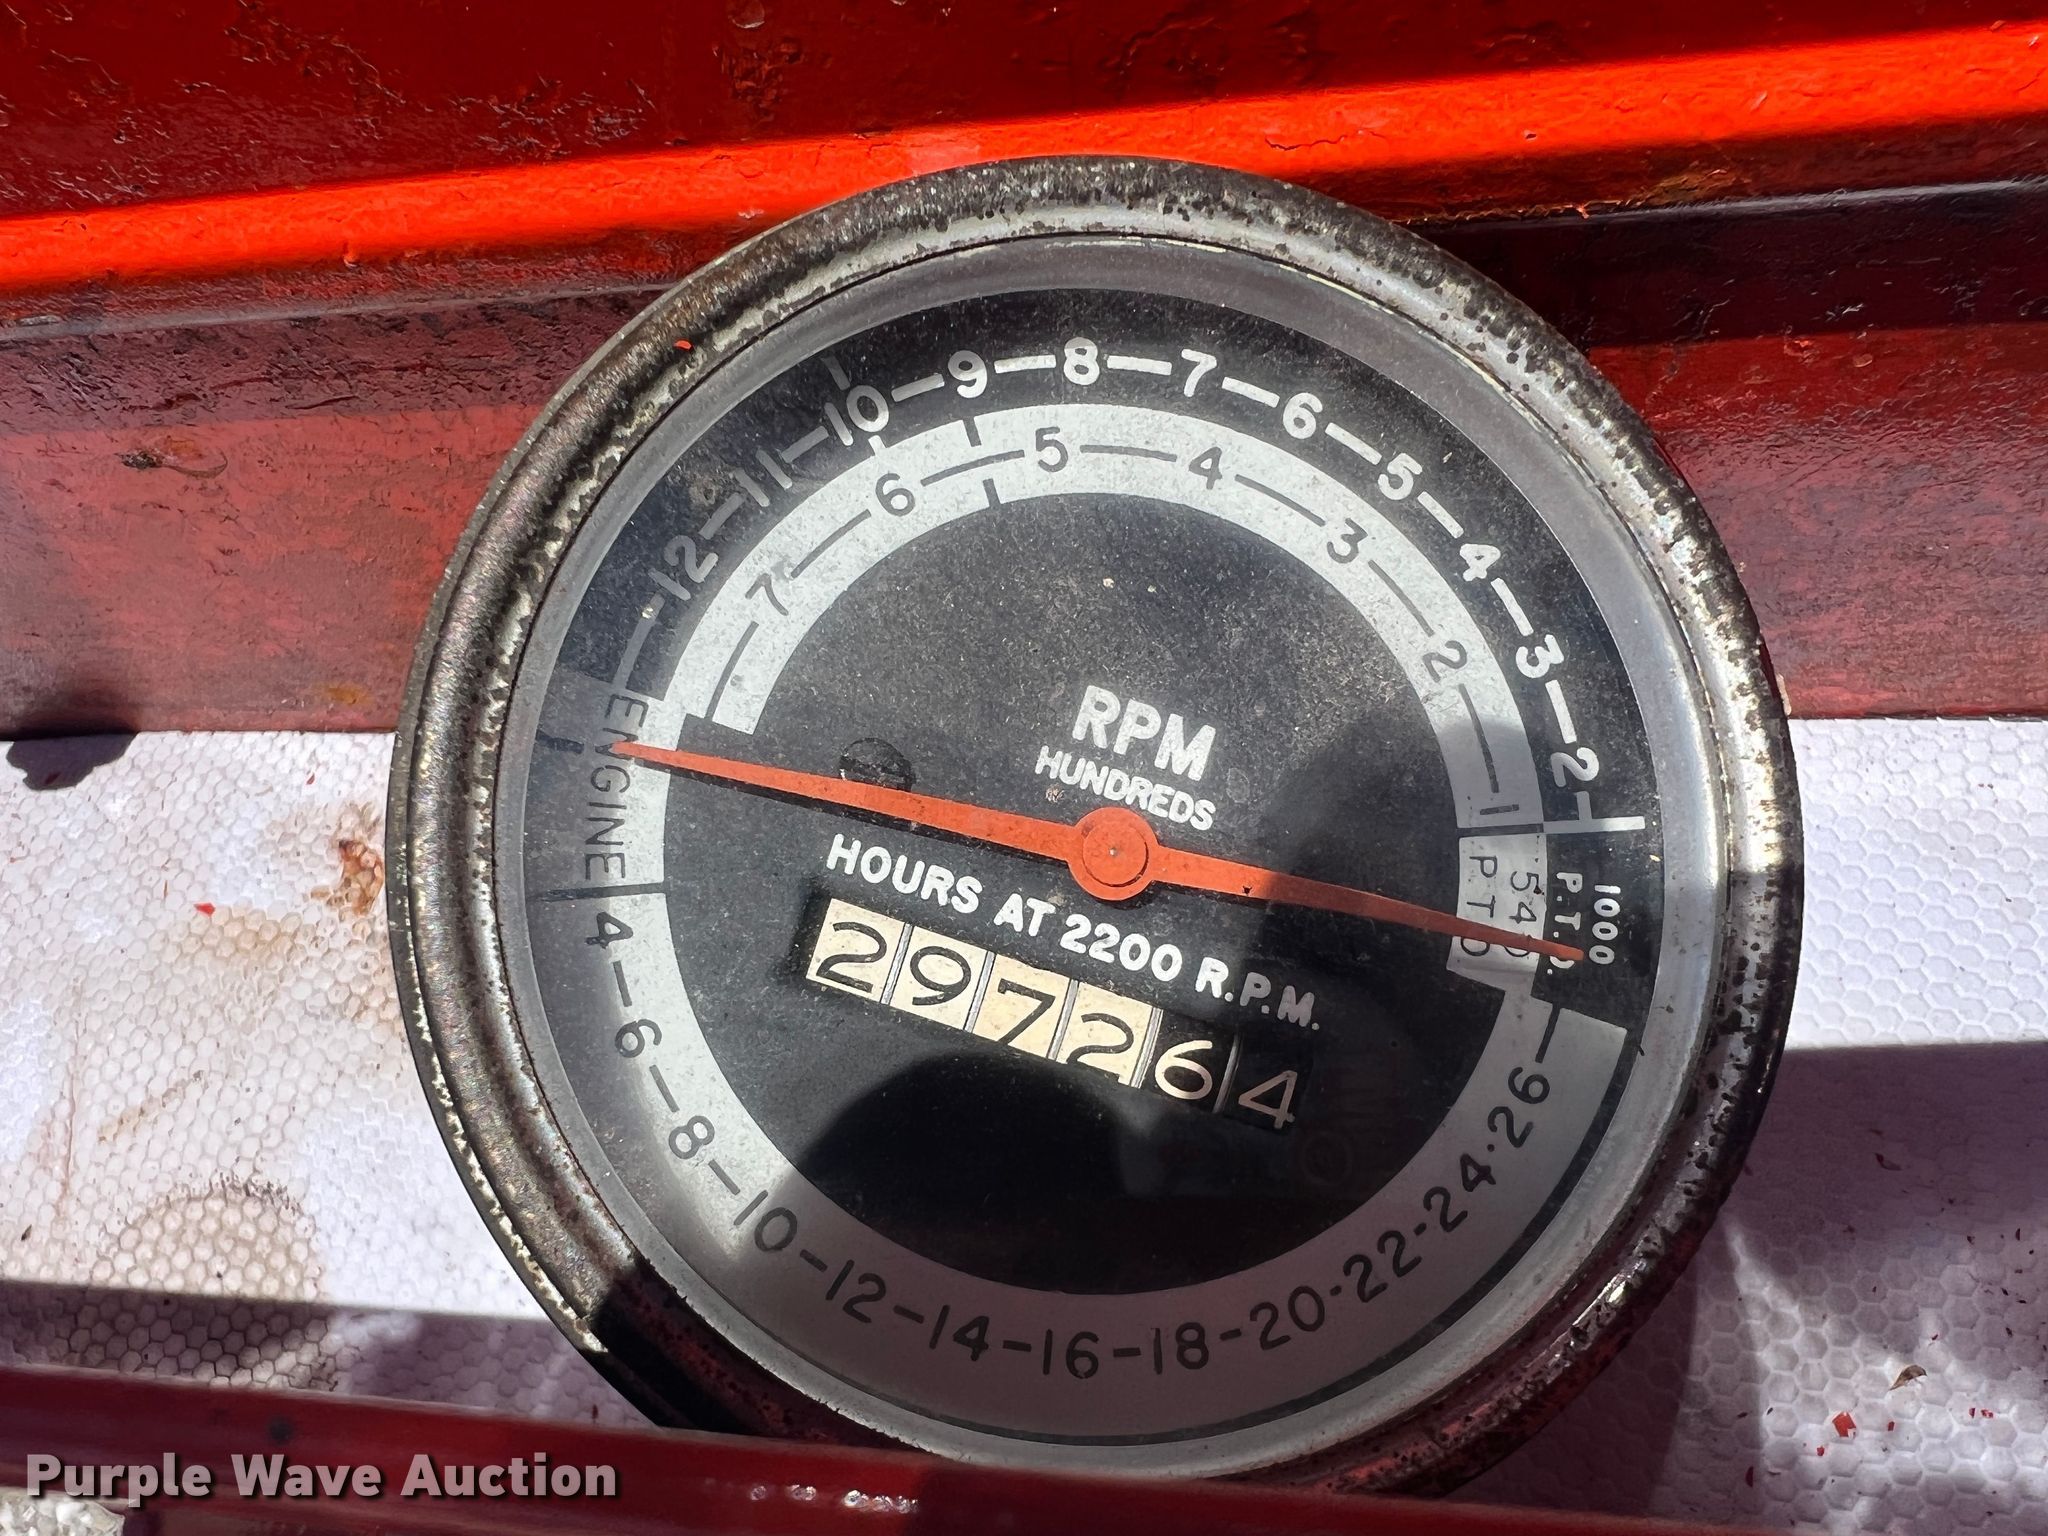 12–11–10–9–8–7–6–5–4–3–2–
7–6–5–4–3–2–1
RPM
HUNDREDS
ENGINE
1000
P.T.O.
540
PTO
HOURS AT 2200 R.P.M.
297264
4–6–8–10–12–14–16–18–20·22·24·26
Purple Wave Auction